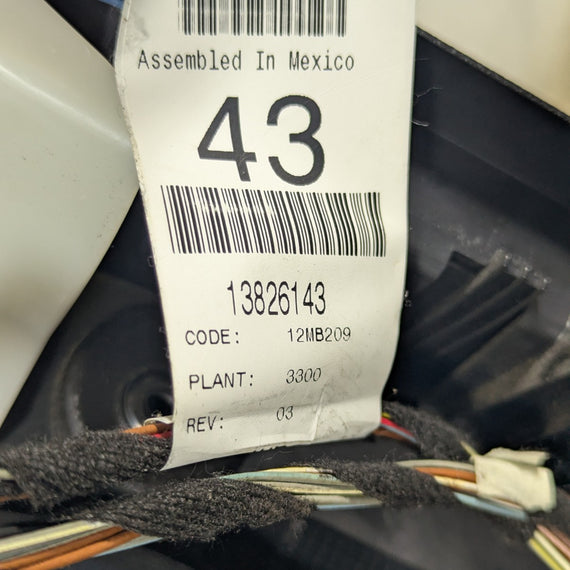 Assembled In Mexico
43
13826143
CODE: 12MB209
PLANT: 3300
REV: 03